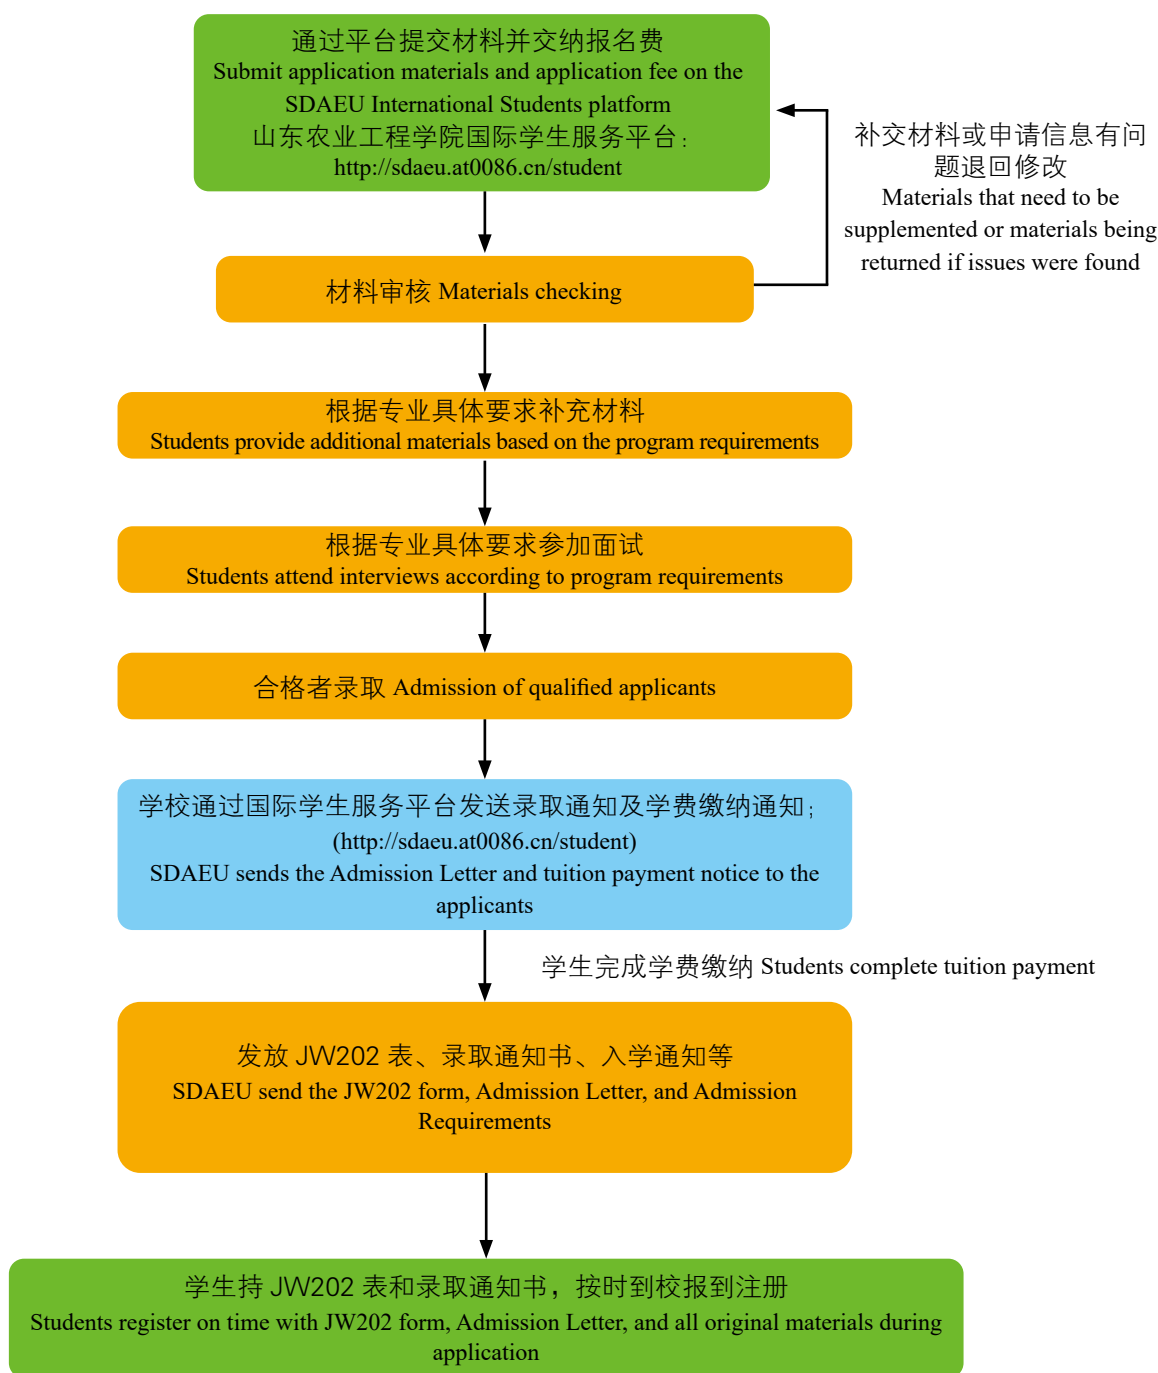 通过平台提交材料并交纳报名费
Submit application materials and application fee on the
SDAEU International Students platform
山东农业工程学院国际学生服务平台：
http://sdaeu.at0086.cn/student
补交材料或申请信息有问
题退回修改
Materials that need to be
supplemented or materials being
returned if issues were found
材料审核 Materials checking
根据专业具体要求补充材料
Students provide additional materials based on the program requirements
根据专业具体要求参加面试
Students attend interviews according to program requirements
合格者录取 Admission of qualified applicants
学校通过国际学生服务平台发送录取通知及学费缴纳通知；
(http://sdaeu.at0086.cn/student)
SDAEU sends the Admission Letter and tuition payment notice to the
applicants
学生完成学费缴纳 Students complete tuition payment
发放 JW202 表、录取通知书、入学通知等
SDAEU send the JW202 form, Admission Letter, and Admission
Requirements
学生持 JW202 表和录取通知书，按时到校报到注册
Students register on time with JW202 form, Admission Letter, and all original materials during
application